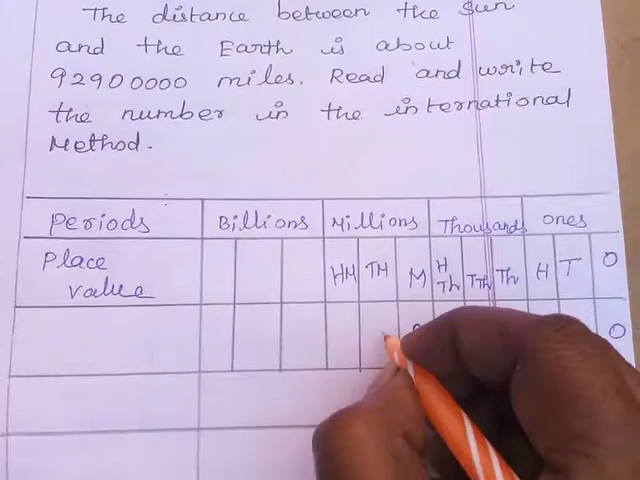 The distance between the Sun
and the Earth is about
92900000 miles. Read and write
the number in the international
Method.
Periods Billions Millions Thousands ones
Place HM TM M H Th TTh Th H T O
value
0